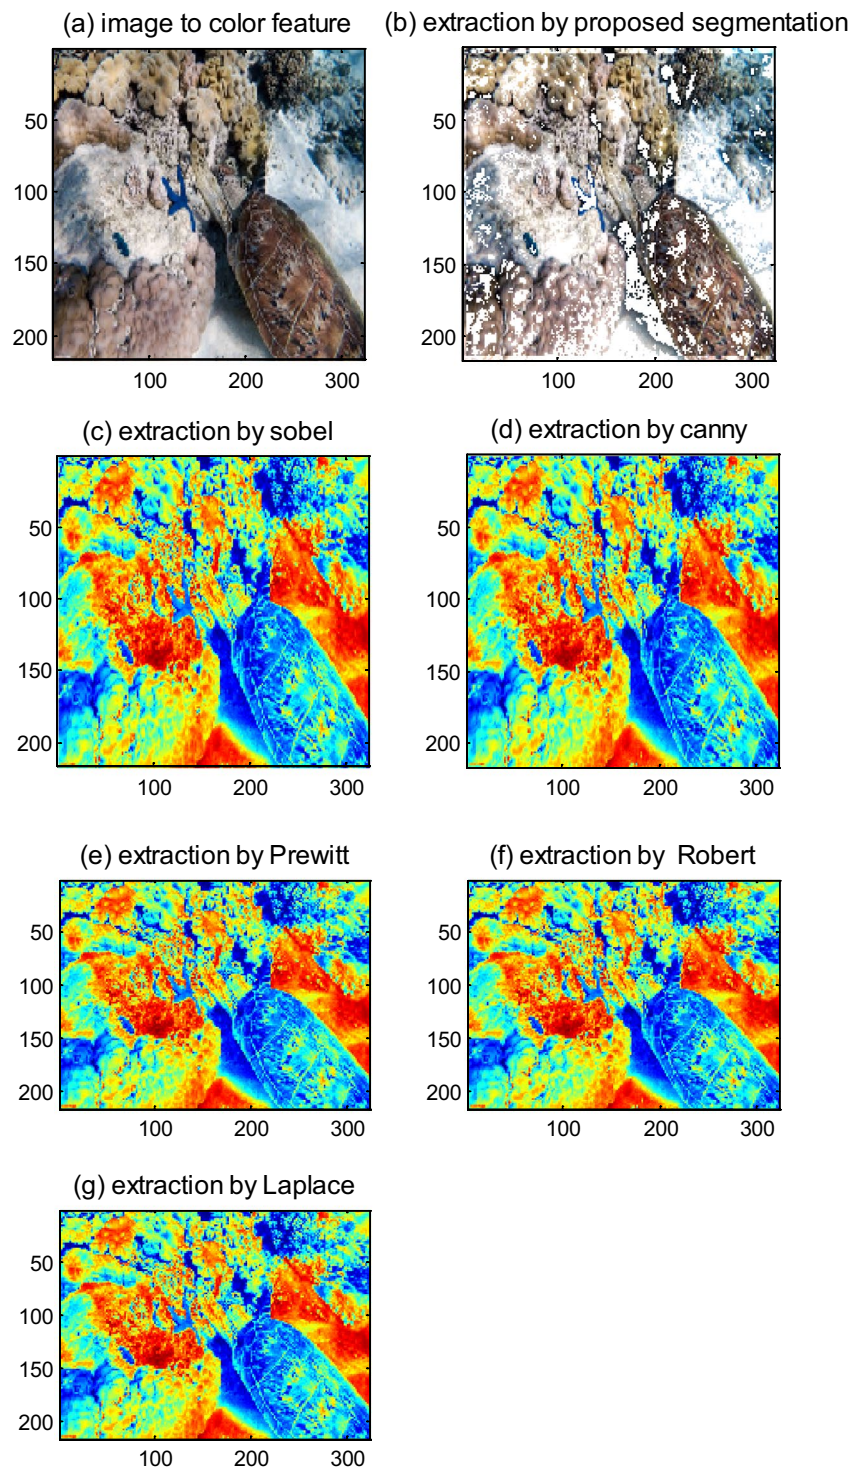 (a) image to color feature
(b) extraction by proposed segmentation
50
100
150
200
100 200 300
50
100
150
200
100 200 300
(c) extraction by sobel
(d) extraction by canny
50
100
150
200
100 200 300
50
100
150
200
100 200 300
(e) extraction by Prewitt
(f) extraction by Robert
50
100
150
200
100 200 300
50
100
150
200
100 200 300
(g) extraction by Laplace
50
100
150
200
100 200 300